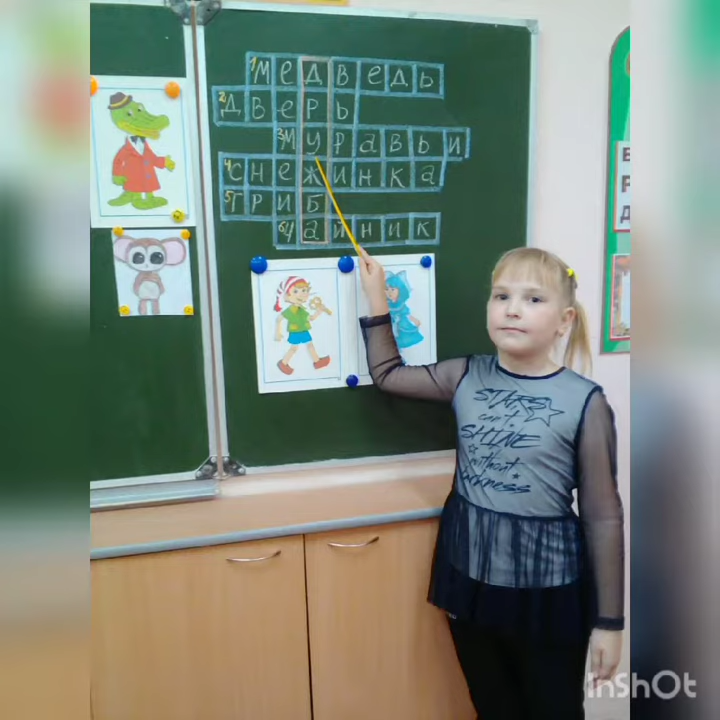 1 Медведь
2 Дверь
3 Муравьи
4 Снежинка
5 Гриб
6 Чайник
STARS
can't
SHINE
without
darkness
InShOt